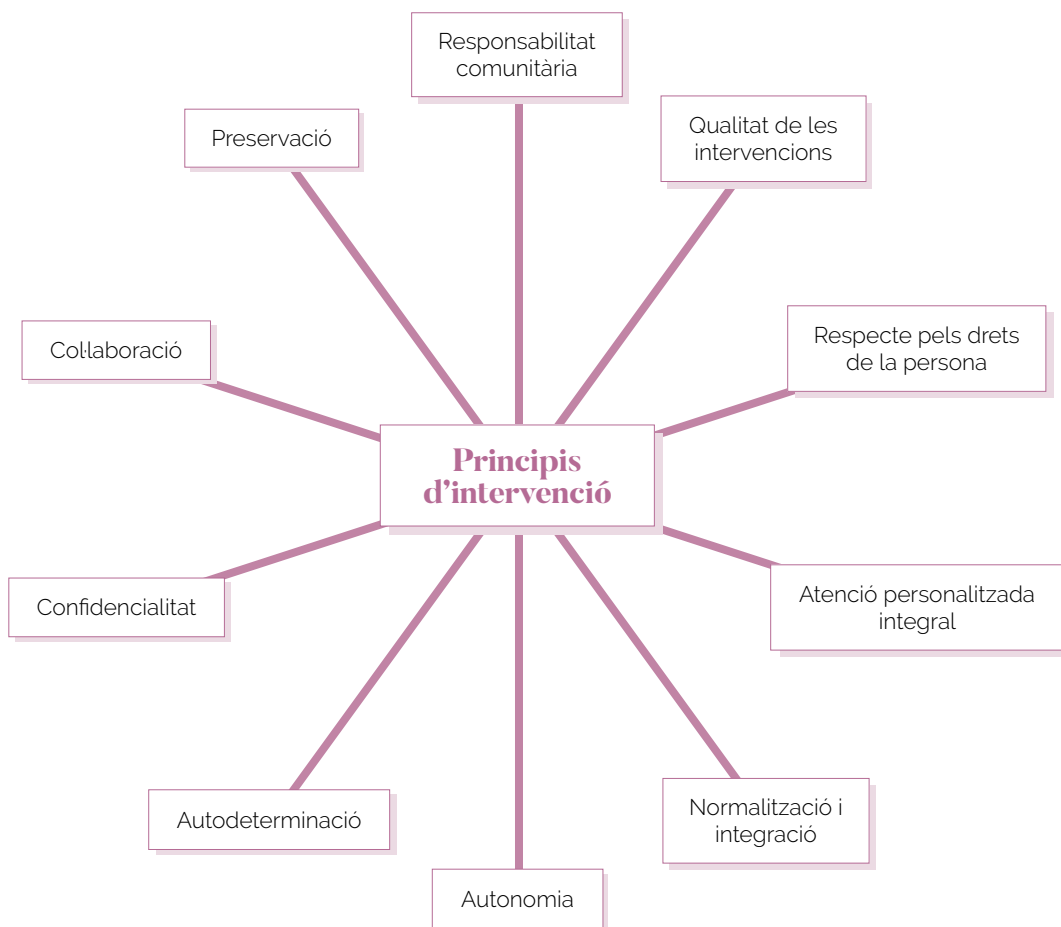 Responsabilitat
comunitària
Qualitat de les
intervencions
Preservació
Respecte pels drets
de la persona
Col·laboració
Principis
d'intervenció
Atenció personalitzada
integral
Confidencialitat
Normalització i
integració
Autodeterminació
Autonomia